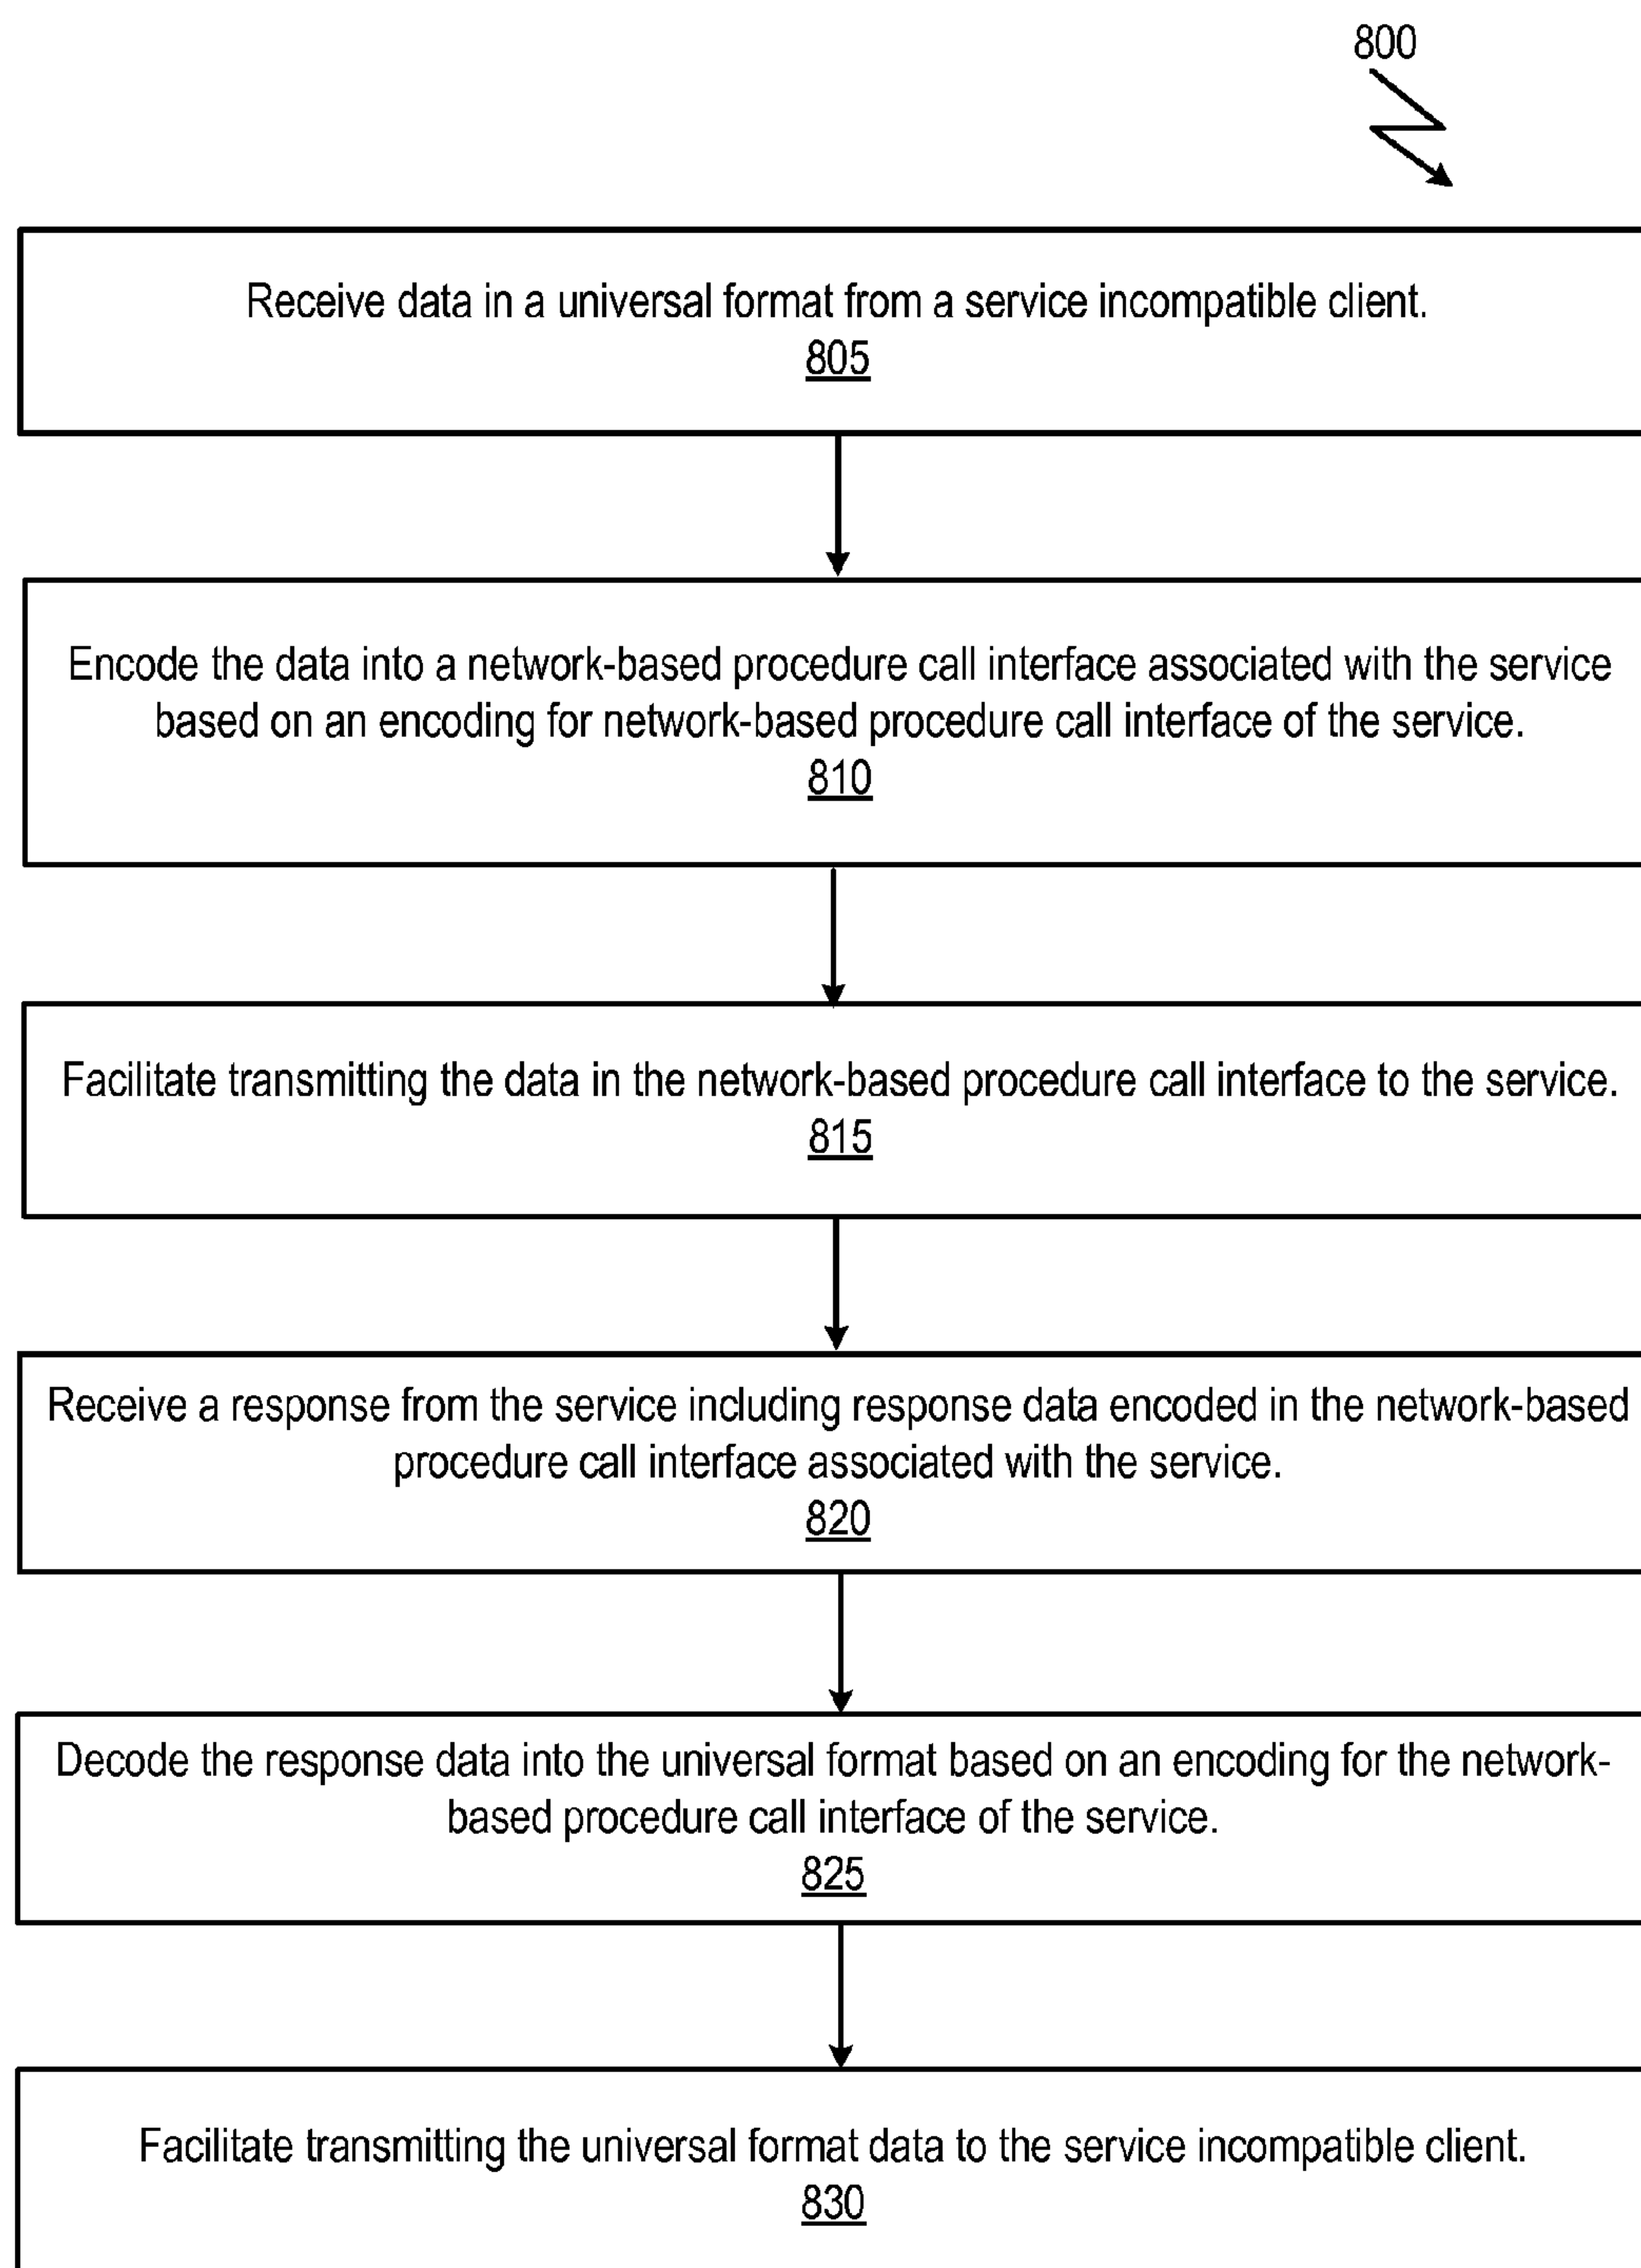 800
Receive data in a universal format from a service incompatible client.
805
Encode the data into a network-based procedure call interface associated with the service
based on an encoding for network-based procedure call interface of the service.
810
Facilitate transmitting the data in the network-based procedure call interface to the service.
815
Receive a response from the service including response data encoded in the network-based
procedure call interface associated with the service.
820
Decode the response data into the universal format based on an encoding for the network-
based procedure call interface of the service.
825
Facilitate transmitting the universal format data to the service incompatible client.
830